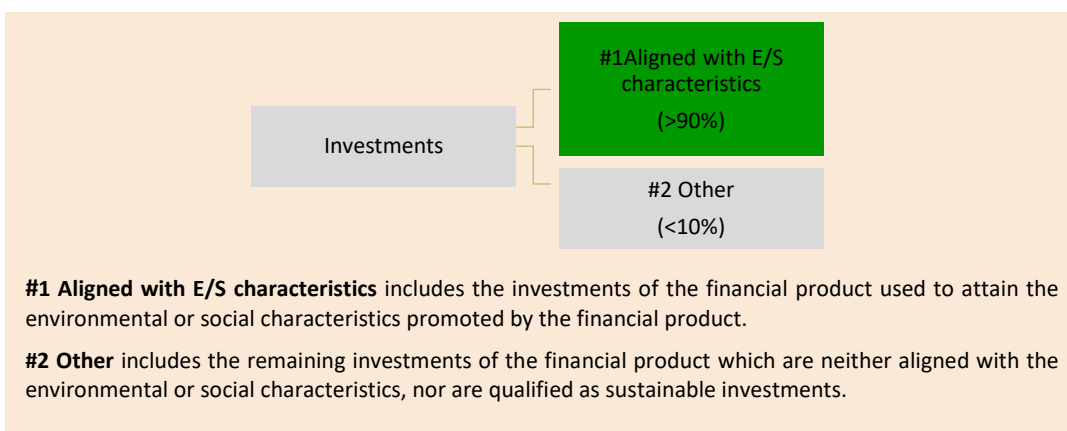 #1Aligned with E/S
characteristics
(>90%)
Investments
#2 Other
(<10%)
#1 Aligned with E/S characteristics includes the investments of the financial product used to attain the
environmental or social characteristics promoted by the financial product.
#2 Other includes the remaining investments of the financial product which are neither aligned with the
environmental or social characteristics, nor are qualified as sustainable investments.